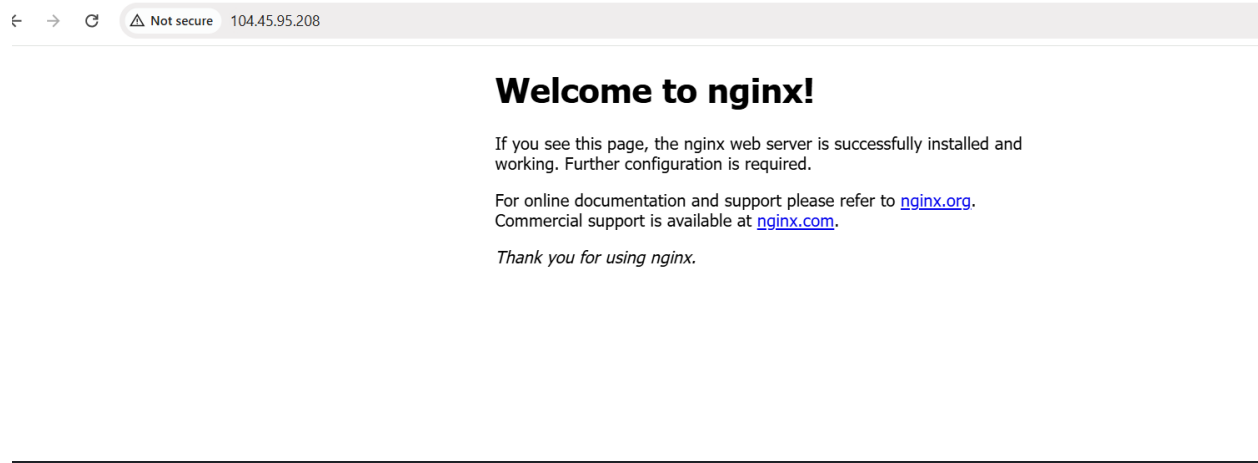 Not secure 104.45.95.208
Welcome to nginx!
If you see this page, the nginx web server is successfully installed and
working. Further configuration is required.
For online documentation and support please refer to nginx.org.
Commercial support is available at nginx.com.
Thank you for using nginx.